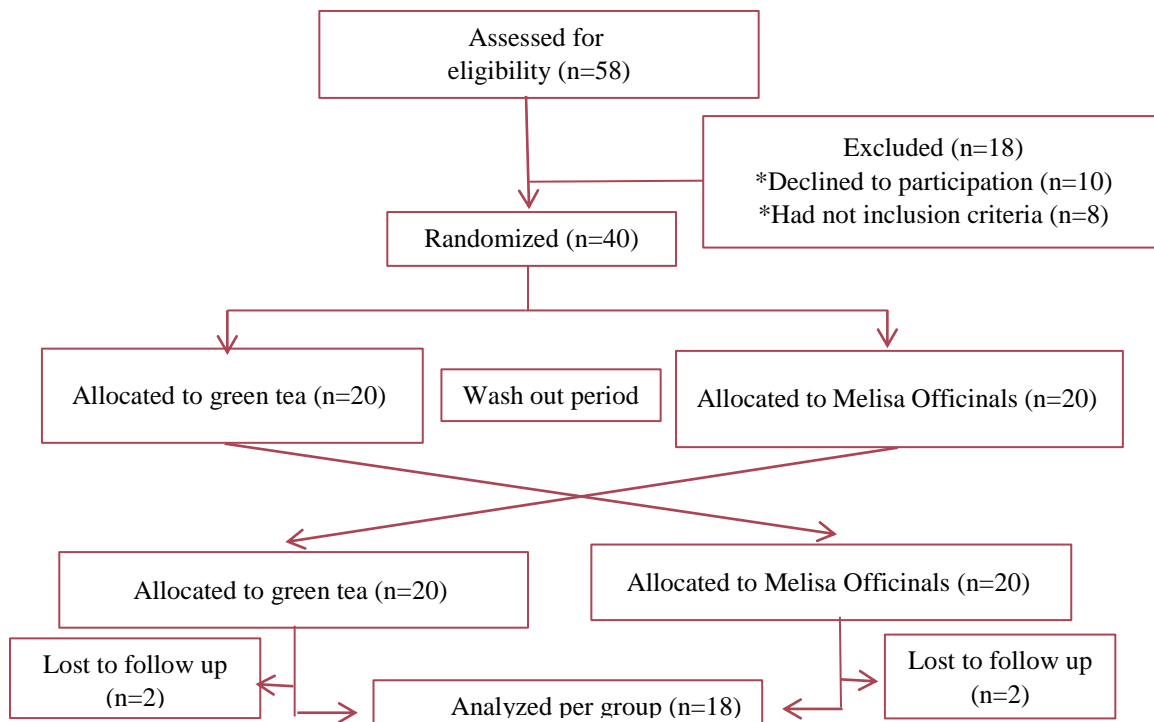 Assessed for
eligibility (n=58)
Excluded (n=18)
*Declined to participation (n=10)
*Had not inclusion criteria (n=8)
Randomized (n=40)
Allocated to green tea (n=20)
Wash out period
Allocated to Melisa Officinals (n=20)
Allocated to green tea (n=20)
Allocated to Melisa Officinals (n=20)
Lost to follow up
(n=2)
Lost to follow up
(n=2)
Analyzed per group (n=18)